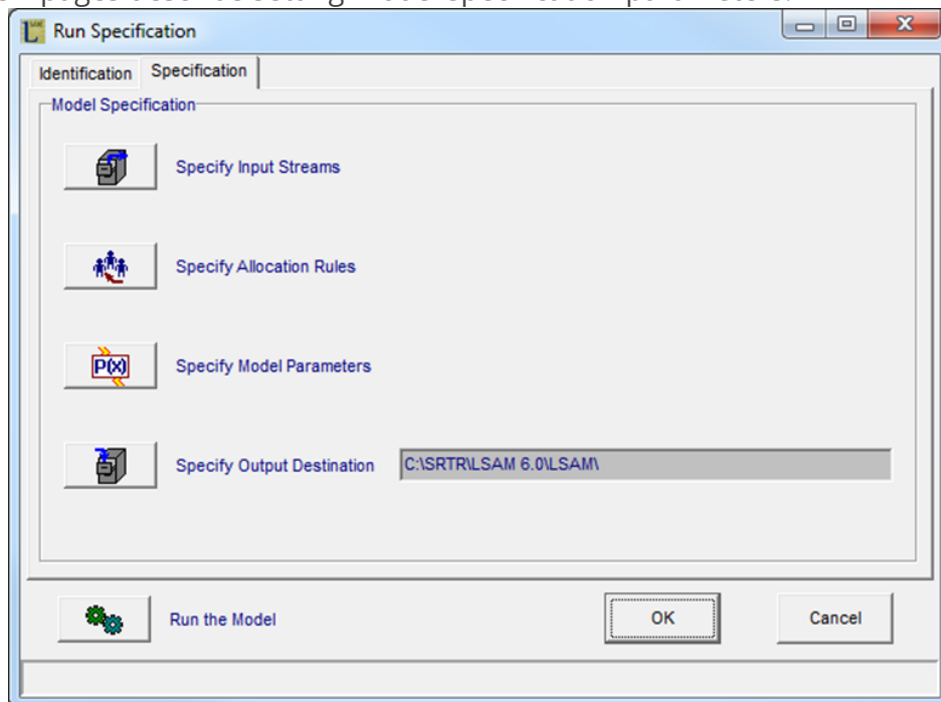 Run Specification
Identification Specification
Model Specification
Specify Input Streams
Specify Allocation Rules
P(x) Specify Model Parameters
Specify Output Destination C:\SRTR\LSAM 6.0\LSAM\
Run the Model OK Cancel